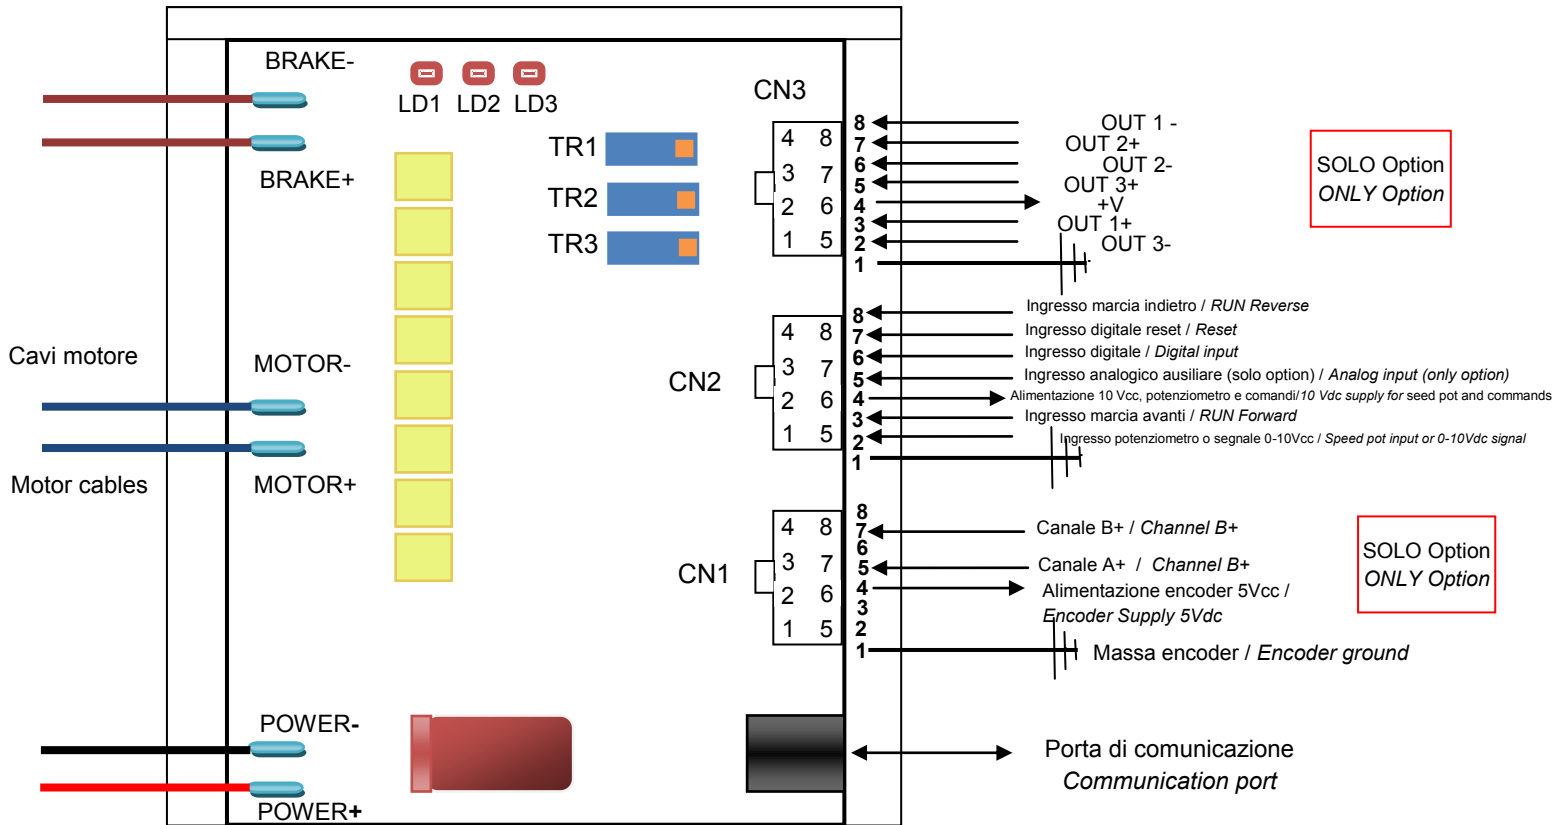 BRAKE-
LD1 LD2 LD3
BRAKE+
TR1
TR2
TR3
CN3
4 8
3 7
2 6
1 5
8 OUT 1 -
7 OUT 2+
6 OUT 2-
5 OUT 3+
4 +V
3 OUT 1+
2 OUT 3-
1
SOLO Option
ONLY Option
Cavi motore
MOTOR-
Motor cables
MOTOR+
CN2
4 8
3 7
2 6
1 5
8 Ingresso marcia indietro / RUN Reverse
7 Ingresso digitale reset / Reset
6 Ingresso digitale / Digital input
5 Ingresso analogico ausiliare (solo option) / Analog input (only option)
4 Alimentazione 10 Vcc, potenziometro e comandi/10 Vdc supply for seed pot and commands
3 Ingresso marcia avanti / RUN Forward
2 Ingresso potenziometro o segnale 0-10Vcc / Speed pot input or 0-10Vdc signal
1
CN1
4 8
3 7
2 6
1 5
8
7 Canale B+ / Channel B+
6
5 Canale A+ / Channel B+
4 Alimentazione encoder 5Vcc /
3 Encoder Supply 5Vdc
2
1 Massa encoder / Encoder ground
SOLO Option
ONLY Option
POWER-
POWER+
Porta di comunicazione
Communication port